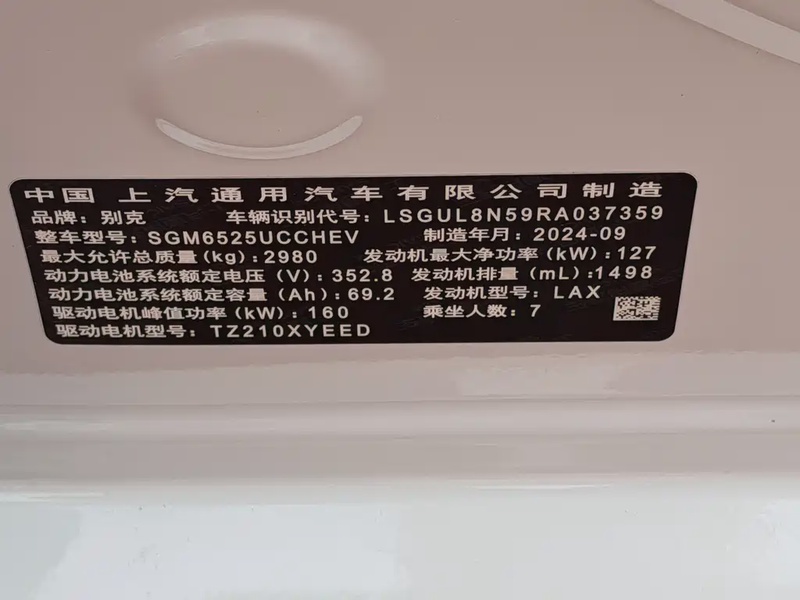 中国 上汽通用汽车有限公司制造
品牌：别克 车辆识别代号：LSGUL8N59RA037359
整车型号：SGM6525UCCHEV 制造年月：2024-09
最大允许总质量(kg)：2980 发动机最大净功率(kW)：127
动力电池系统额定电压(V)：352.8 发动机排量(mL)：1498
动力电池系统额定容量(Ah)：69.2 发动机型号：LAX
驱动电机峰值功率(kW)：160 乘坐人数：7
驱动电机型号：TZ210XYEED